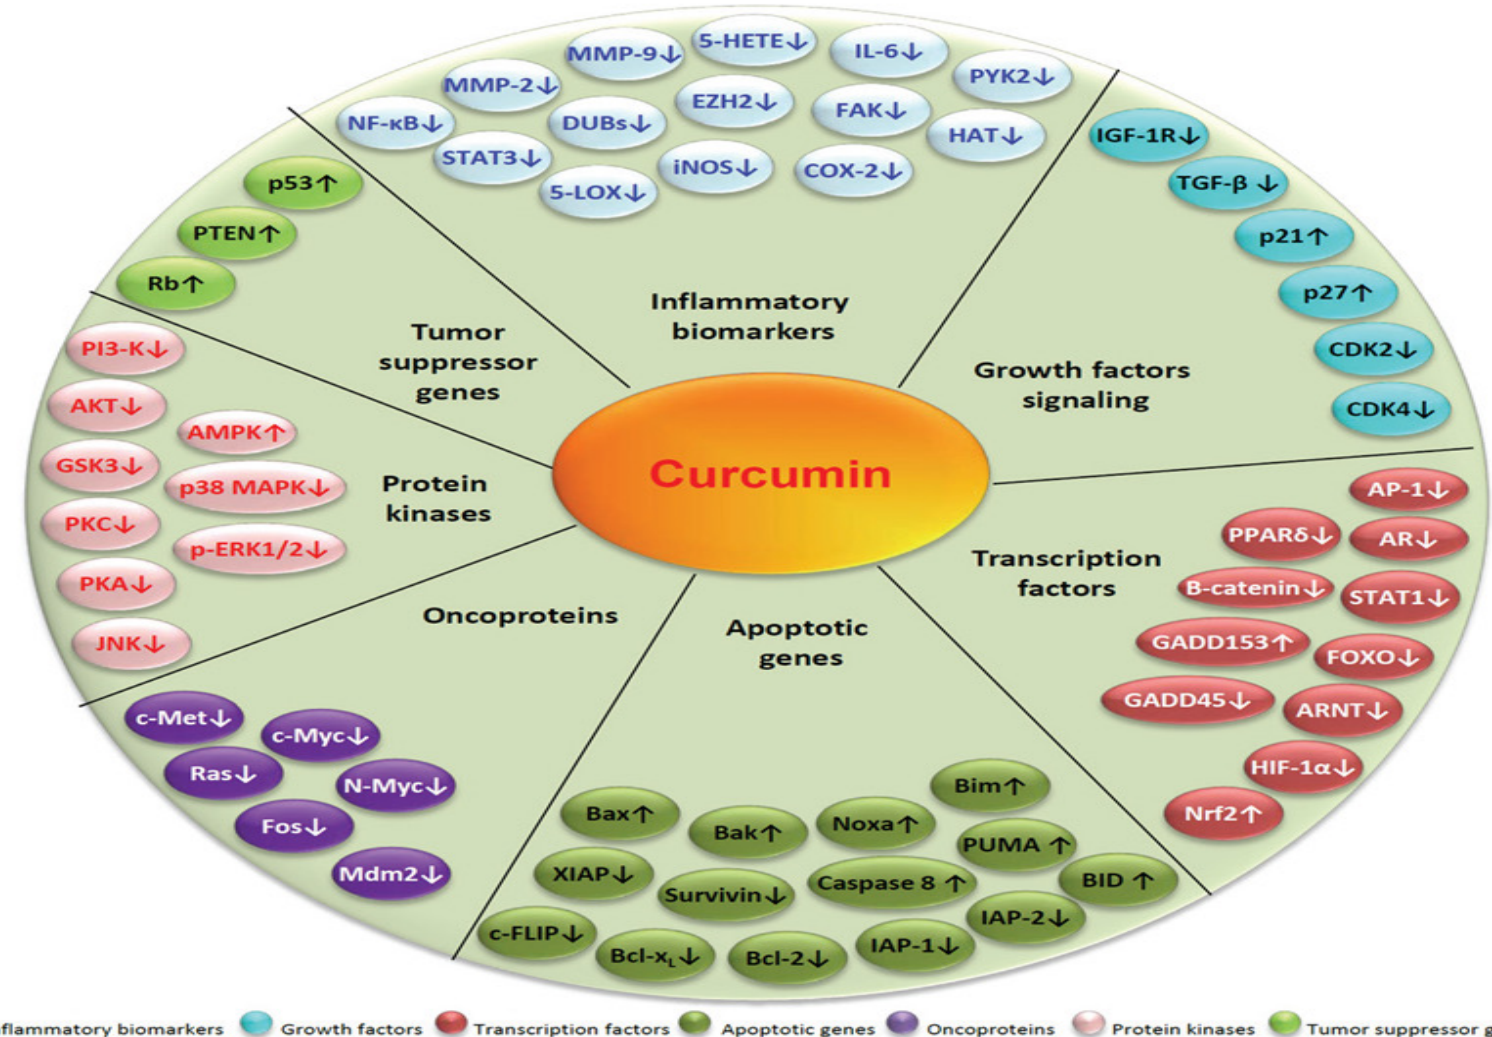 5-HETE↓
MMP-9↓
IL-6↓
PYK2↓
MMP-2↓
EZH2↓
FAK↓
NF-κB↓
DUBs↓
HAT↓
STAT3↓
iNOS↓
COX-2↓
5-LOX↓
Inflammatory
biomarkers
IGF-1R↓
TGF-β ↓
p21↑
p27↑
CDK2↓
CDK4↓
Growth factors
signaling
p53↑
PTEN↑
Rb↑
Tumor
suppressor
genes
PI3-K↓
AKT↓
AMPK↑
GSK3↓
p38 MAPK↓
PKC↓
p-ERK1/2↓
PKA↓
JNK↓
Protein
kinases
Curcumin
AP-1↓
PPARδ↓
AR↓
B-catenin↓
STAT1↓
GADD153↑
FOXO↓
GADD45↓
ARNT↓
HIF-1α↓
Nrf2↑
Transcription
factors
Oncoproteins
c-Met↓
c-Myc↓
Ras↓
N-Myc↓
Fos↓
Mdm2↓
Apoptotic
genes
Bim↑
Bax↑
Bak↑
Noxa↑
PUMA ↑
XIAP↓
Survivin↓
Caspase 8 ↑
BID ↑
c-FLIP↓
IAP-2↓
Bcl-xL↓
Bcl-2↓
IAP-1↓
flammatory biomarkers Growth factors Transcription factors Apoptotic genes Oncoproteins Protein kinases Tumor suppressor g